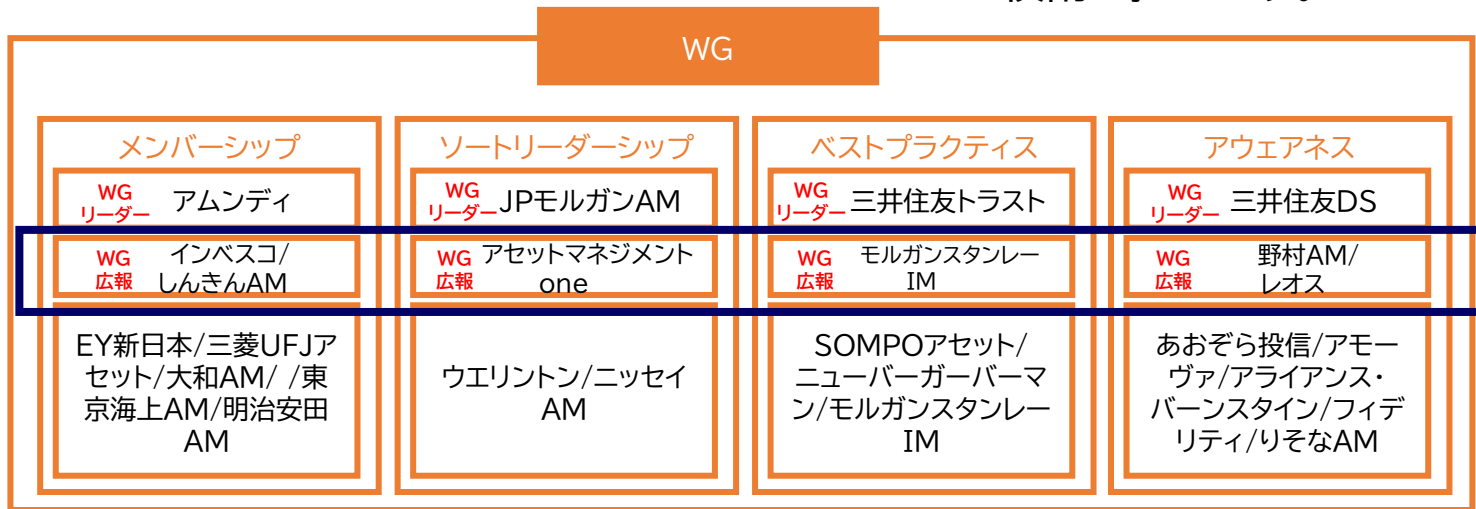 WG
メンバーシップ
WG
リーダー
アムンディ
WG
広報
インベスコ/
しんきんAM
EY新日本/三菱UFJア
セット/大和AM/ /東
京海上AM/明治安田
AM
ソートリーダーシップ
WG
リーダー
JPモルガンAM
WG
広報
アセットマネジメント
one
ウエリントン/ニッセイ
AM
ベストプラクティス
WG
リーダー
三井住友トラスト
WG
広報
モルガンスタンレー
IM
SOMPOアセット/
ニューバーガーバーマ
ン/モルガンスタンレー
IM
アウェアネス
WG
リーダー
三井住友DS
WG
広報
野村AM/
レオス
あおぞら投信/アモー
ヴァ/アライアンス・
バーンスタイン/フィデ
リティ/りそなAM